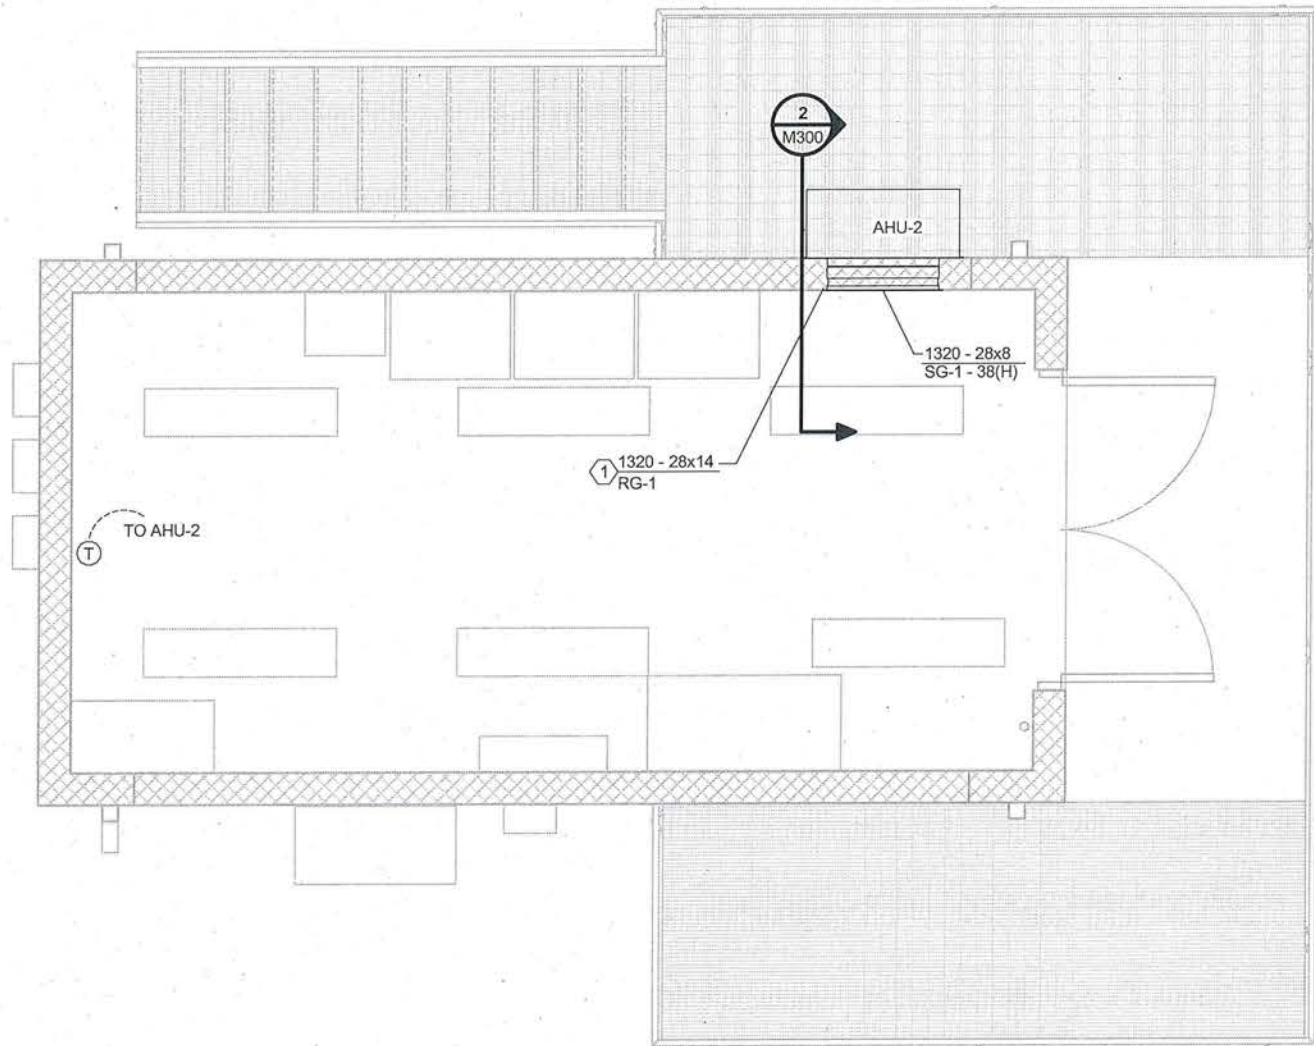 2
M300
AHU-2
1320 - 28x8
SG-1 - 38(H)
1
1320 - 28x14
RG-1
TO AHU-2
T